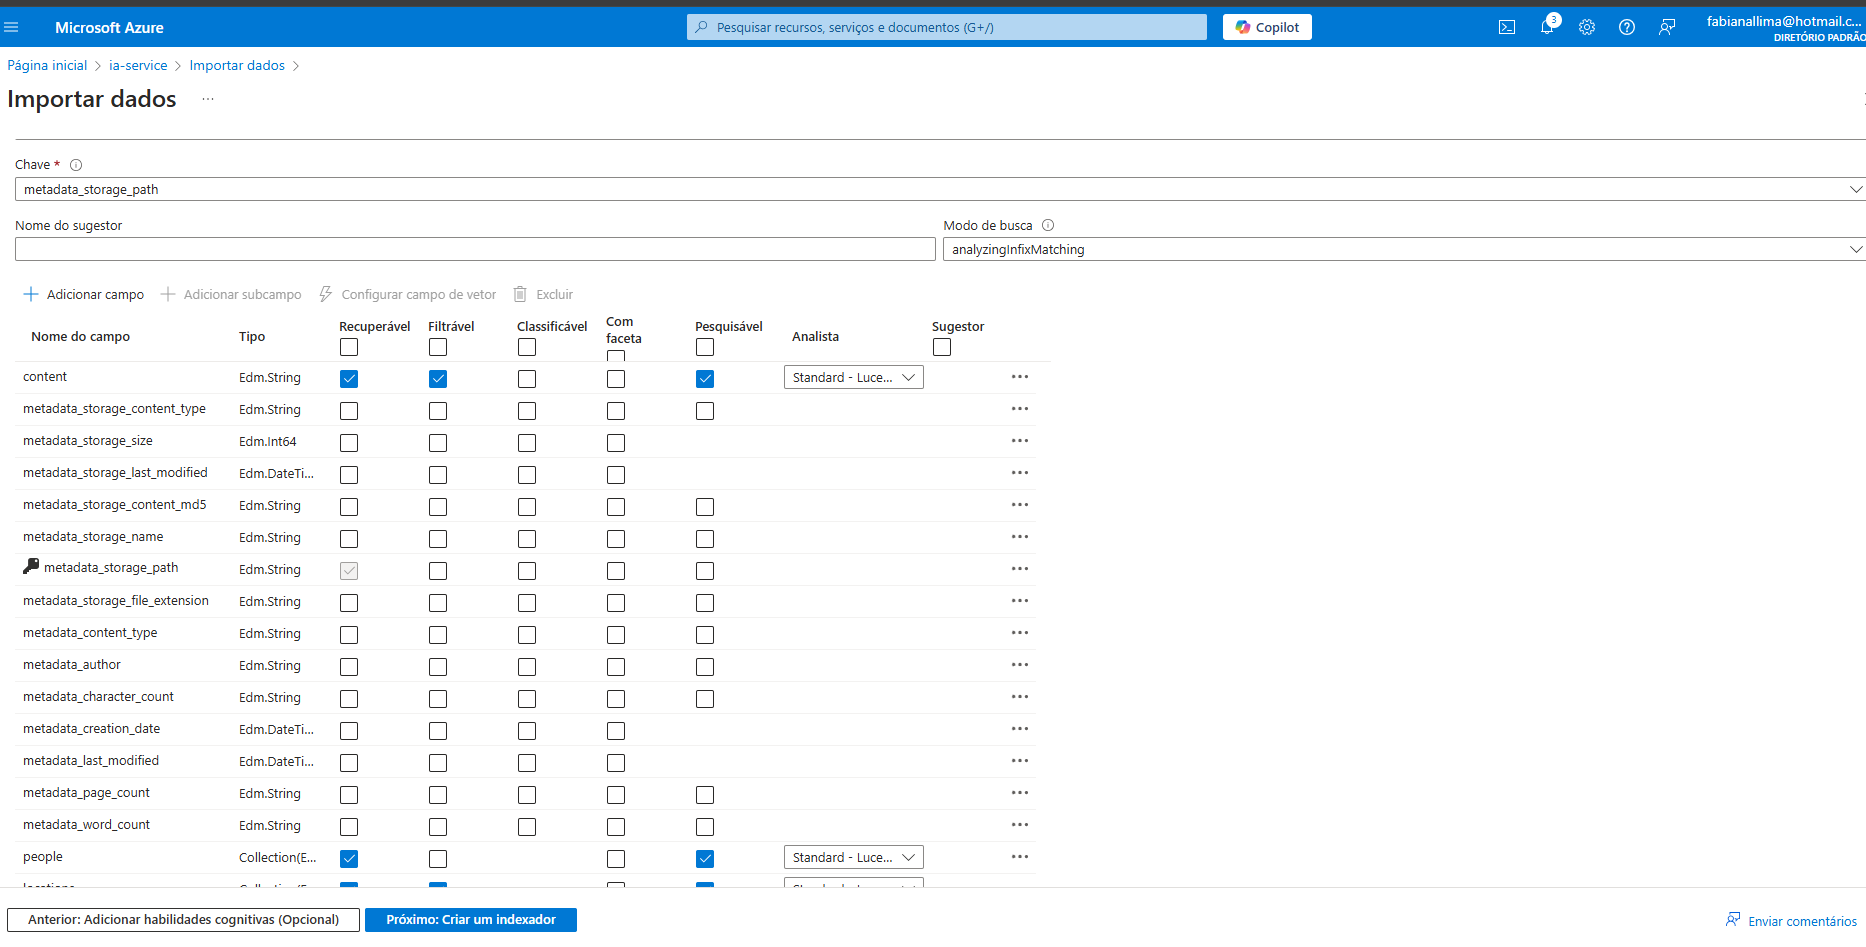 Microsoft Azure
Pesquisar recursos, serviços e documentos (G+/)
Copilot
3
fabianallima@hotmail.c...
DIRETÓRIO PADRÃO
Página inicial > ia-service > Importar dados >
Importar dados ...
Chave *
metadata_storage_path
Nome do sugestor
Modo de busca
analyzingInfixMatching
Adicionar campo
Adicionar subcampo
Configurar campo de vetor
Excluir
Nome do campo Tipo Recuperável Filtrável Classificável Com faceta Pesquisável Analista Sugestor
content Edm.String Standard - Luce...
metadata_storage_content_type Edm.String
metadata_storage_size Edm.Int64
metadata_storage_last_modified Edm.DateTi...
metadata_storage_content_md5 Edm.String
metadata_storage_name Edm.String
metadata_storage_path Edm.String
metadata_storage_file_extension Edm.String
metadata_content_type Edm.String
metadata_author Edm.String
metadata_character_count Edm.String
metadata_creation_date Edm.DateTi...
metadata_last_modified Edm.DateTi...
metadata_page_count Edm.String
metadata_word_count Edm.String
people Collection(E... Standard - Luce...
Anterior: Adicionar habilidades cognitivas (Opcional)
Próximo: Criar um indexador
Enviar comentários